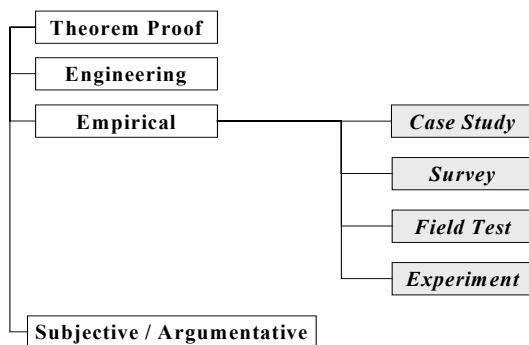 Theorem Proof
Engineering
Empirical
Case Study
Survey
Field Test
Experiment
Subjective / Argumentative